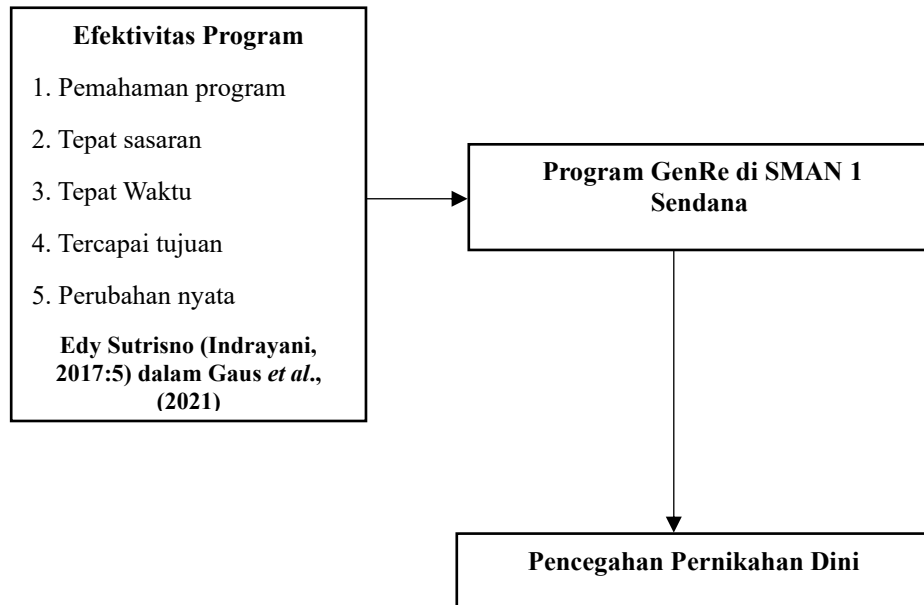 Efektivitas Program
1. Pemahaman program
2. Tepat sasaran
3. Tepat Waktu
4. Tercapai tujuan
5. Perubahan nyata
Edy Sutrisno (Indrayani,
2017:5) dalam Gaus et al.,
(2021)
Program GenRe di SMAN 1
Sendana
Pencegahan Pernikahan Dini